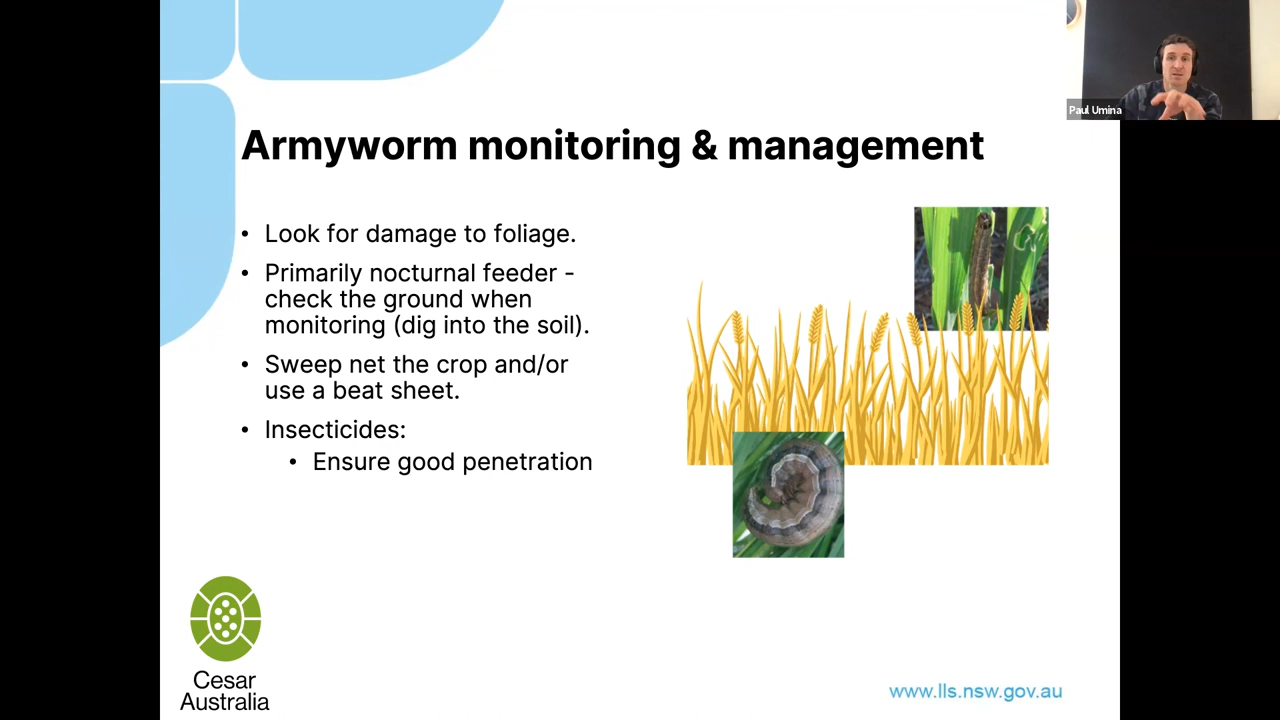 Paul Umina
Armyworm monitoring & management
• Look for damage to foliage.
• Primarily nocturnal feeder -
check the ground when
monitoring (dig into the soil).
• Sweep net the crop and/or
use a beat sheet.
• Insecticides:
• Ensure good penetration
Cesar
Australia
www.lls.nsw.gov.au